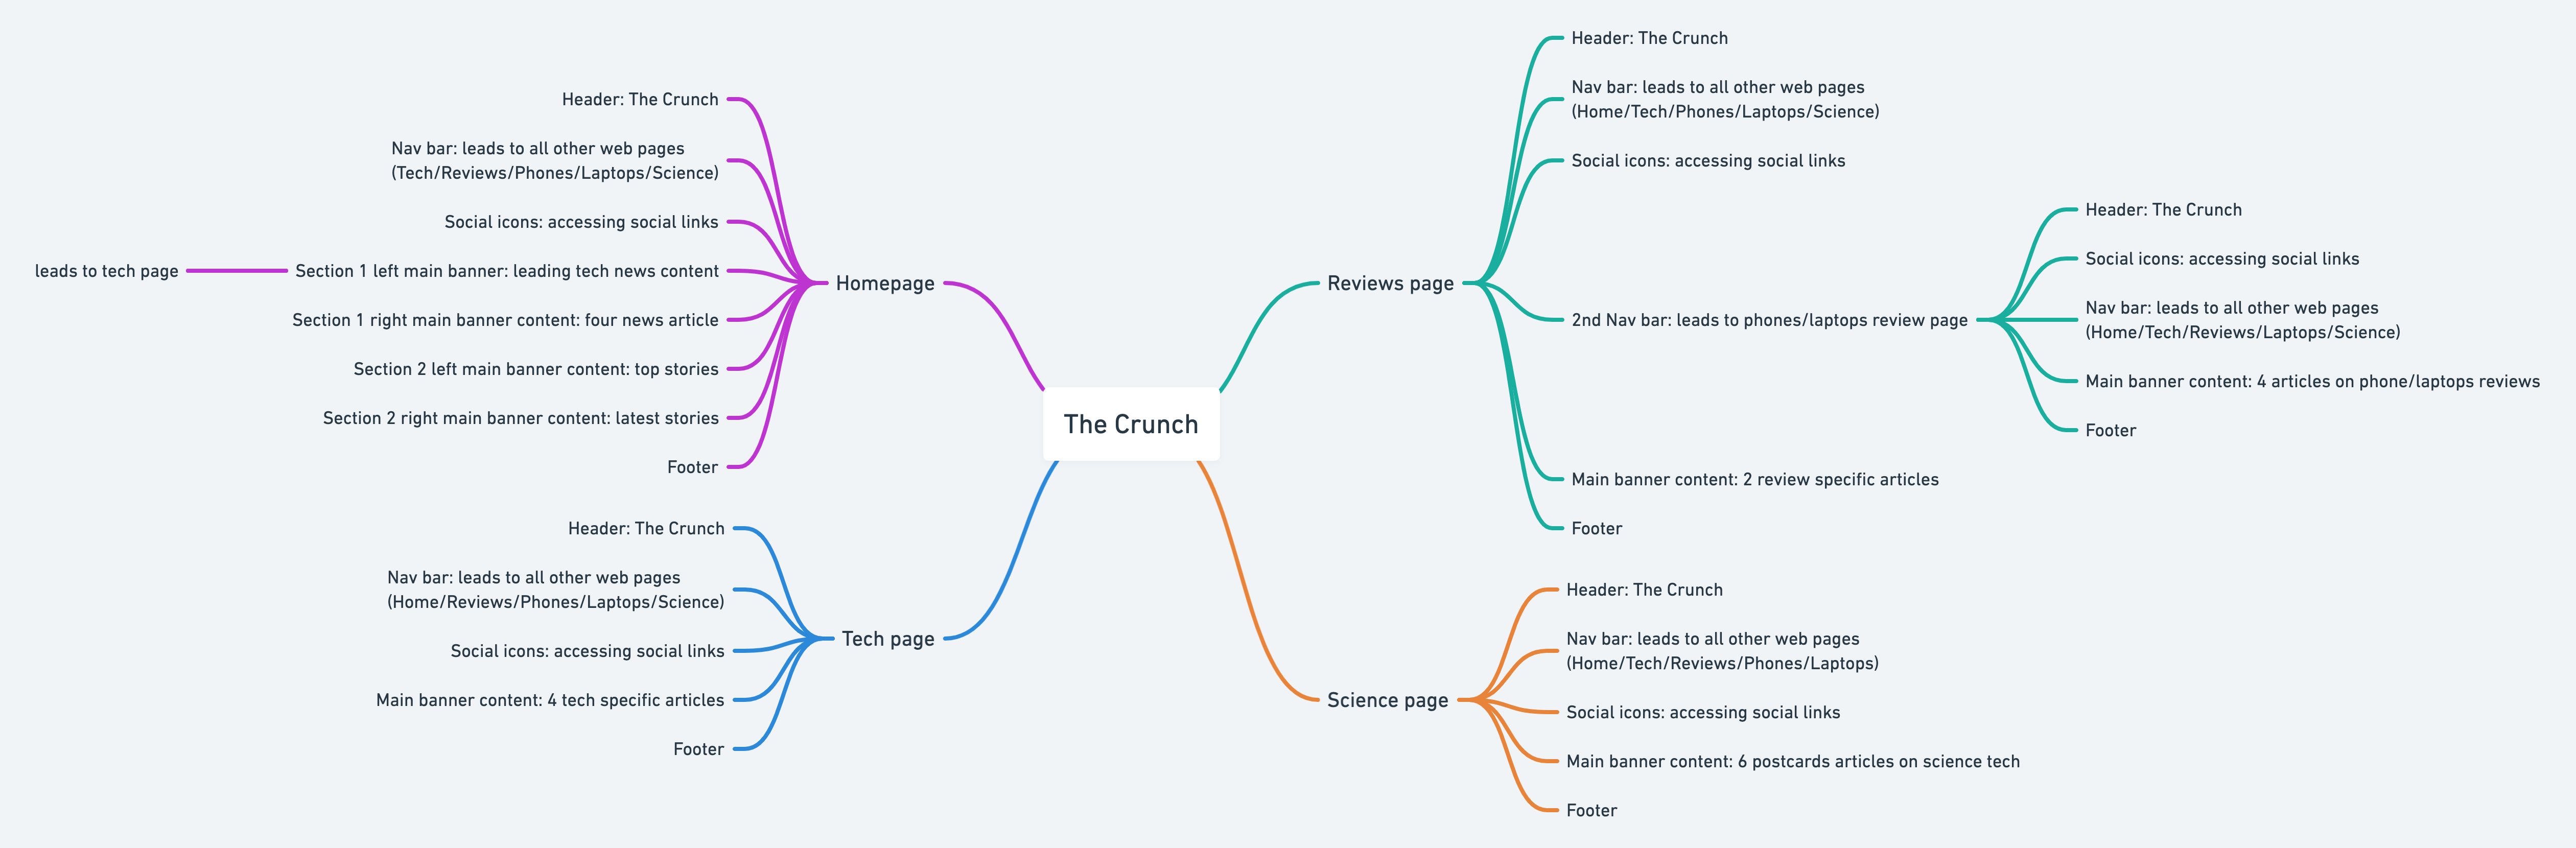 The Crunch
Homepage
Header: The Crunch
Nav bar: leads to all other web pages
(Tech/Reviews/Phones/Laptops/Science)
Social icons: accessing social links
Section 1 left main banner: leading tech news content
leads to tech page
Section 1 right main banner content: four news article
Section 2 left main banner content: top stories
Section 2 right main banner content: latest stories
Footer
Tech page
Header: The Crunch
Nav bar: leads to all other web pages
(Home/Reviews/Phones/Laptops/Science)
Social icons: accessing social links
Main banner content: 4 tech specific articles
Footer
Reviews page
Header: The Crunch
Nav bar: leads to all other web pages
(Home/Tech/Phones/Laptops/Science)
Social icons: accessing social links
2nd Nav bar: leads to phones/laptops review page
Header: The Crunch
Social icons: accessing social links
Nav bar: leads to all other web pages
(Home/Tech/Reviews/Laptops/Science)
Main banner content: 4 articles on phone/laptops reviews
Footer
Main banner content: 2 review specific articles
Footer
Science page
Header: The Crunch
Nav bar: leads to all other web pages
(Home/Tech/Reviews/Phones/Laptops)
Social icons: accessing social links
Main banner content: 6 postcards articles on science tech
Footer